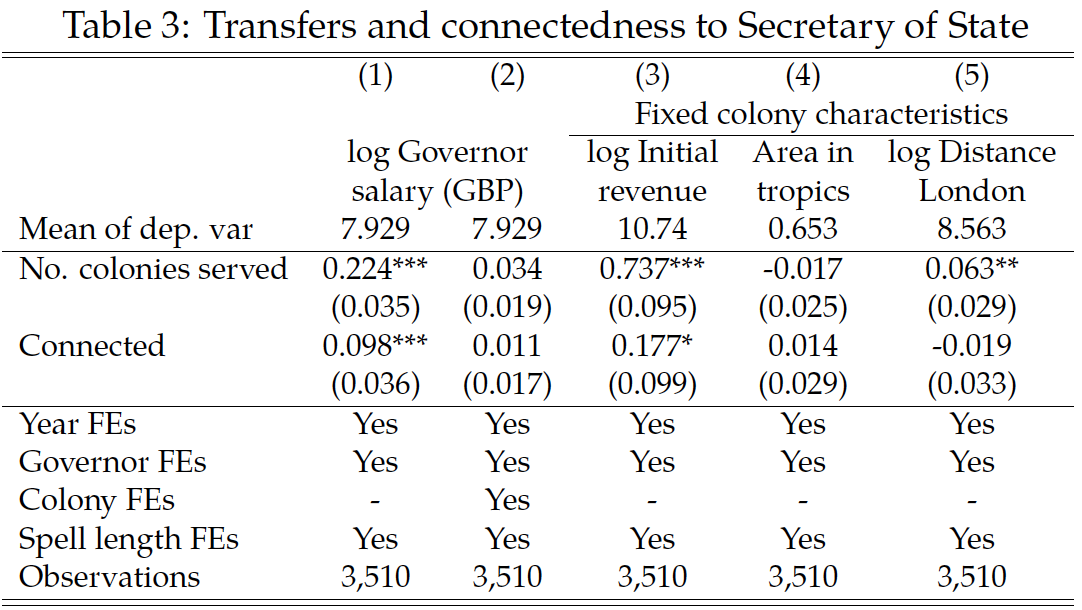 Table 3: Transfers and connectedness to Secretary of State
(1) (2) (3) (4) (5)
Fixed colony characteristics
log Governor log Initial Area in log Distance
salary (GBP) revenue tropics London
Mean of dep. var 7.929 7.929 10.74 0.653 8.563
No. colonies served 0.224*** 0.034 0.737*** -0.017 0.063**
(0.035) (0.019) (0.095) (0.025) (0.029)
Connected 0.098*** 0.011 0.177* 0.014 -0.019
(0.036) (0.017) (0.099) (0.029) (0.033)
Year FEs Yes Yes Yes Yes Yes
Governor FEs Yes Yes Yes Yes Yes
Colony FEs - Yes - - -
Spell length FEs Yes Yes Yes Yes Yes
Observations 3,510 3,510 3,510 3,510 3,510